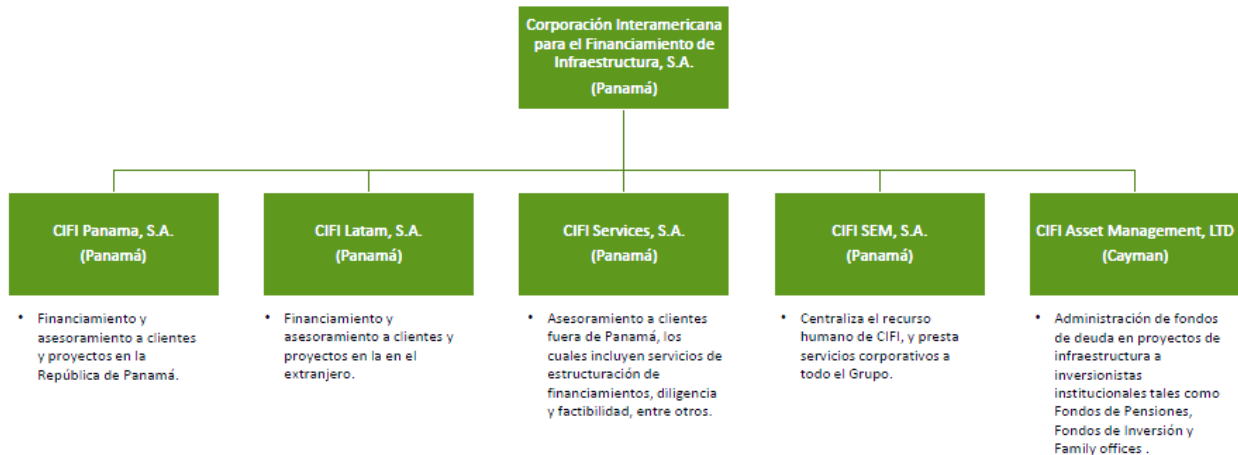 Corporación Interamericana
para el Financiamiento de
Infraestructura, S.A.
(Panamá)
CIFI Panama, S.A.
(Panamá)
CIFI Latam, S.A.
(Panamá)
CIFI Services, S.A.
(Panamá)
CIFI SEM, S.A.
(Panamá)
CIFI Asset Management, LTD
(Cayman)
• Financiamiento y
asesoramiento a clientes
y proyectos en la
República de Panamá.
• Financiamiento y
asesoramiento a clientes y
proyectos en la en el
extranjero.
• Asesoramiento a clientes
fuera de Panamá, los
cuales incluyen servicios de
estructuración de
financiamientos, diligencia
y factibilidad, entre otros.
• Centraliza el recurso
humano de CIFI, y presta
servicios corporativos a
todo el Grupo.
• Administración de fondos
de deuda en proyectos de
infraestructura a
inversionistas
institucionales tales como
Fondos de Pensiones,
Fondos de Inversión y
Family offices .